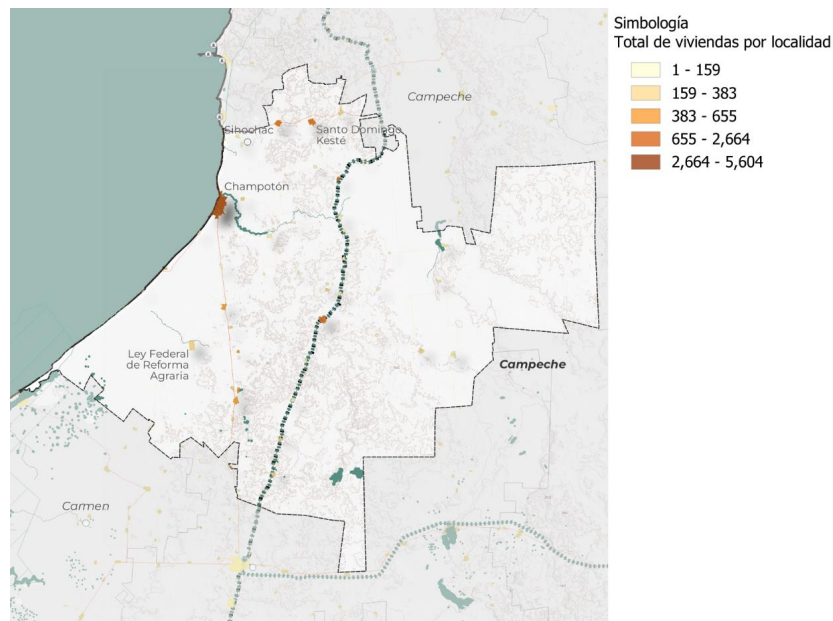 Simbología
Total de viviendas por localidad
1 - 159
159 - 383
383 - 655
655 - 2,664
2,664 - 5,604
Campeche
Sihochac
Santo Domingo
Kesté
Champotón
Ley Federal
de Reforma
Agraria
Campeche
Carmen